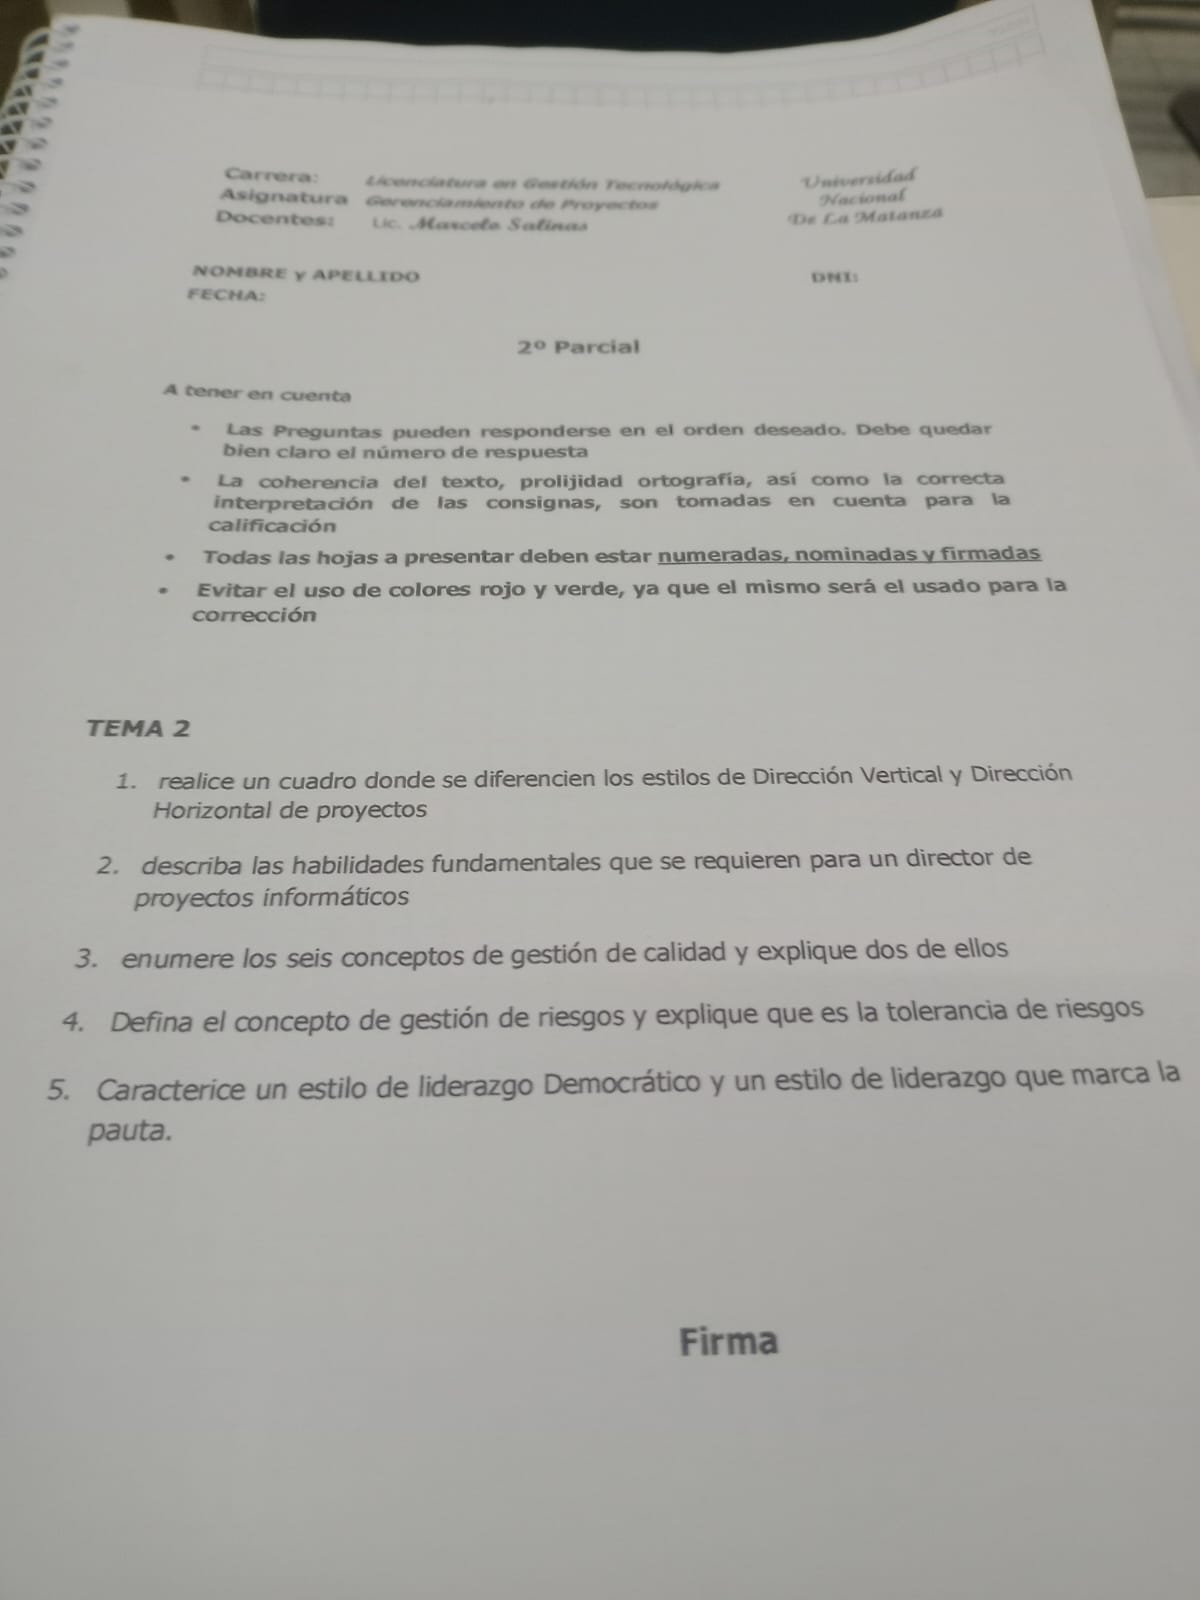 Carrera: Licenciatura en Gestión Tecnológica Universidad
Asignatura Gerenciamiento de Proyectos Nacional
Docentes: Lic. Marcelo Salinas De La Matanza
NOMBRE y APELLIDO DNI:
FECHA:
2º Parcial
A tener en cuenta
• Las Preguntas pueden responderse en el orden deseado. Debe quedar
bien claro el número de respuesta
• La coherencia del texto, prolijidad ortografía, así como la correcta
interpretación de las consignas, son tomadas en cuenta para la
calificación
• Todas las hojas a presentar deben estar numeradas, nominadas y firmadas
• Evitar el uso de colores rojo y verde, ya que el mismo será el usado para la
corrección
TEMA 2
1. realice un cuadro donde se diferencien los estilos de Dirección Vertical y Dirección
Horizontal de proyectos
2. describa las habilidades fundamentales que se requieren para un director de
proyectos informáticos
3. enumere los seis conceptos de gestión de calidad y explique dos de ellos
4. Defina el concepto de gestión de riesgos y explique que es la tolerancia de riesgos
5. Caracterice un estilo de liderazgo Democrático y un estilo de liderazgo que marca la
pauta.
Firma